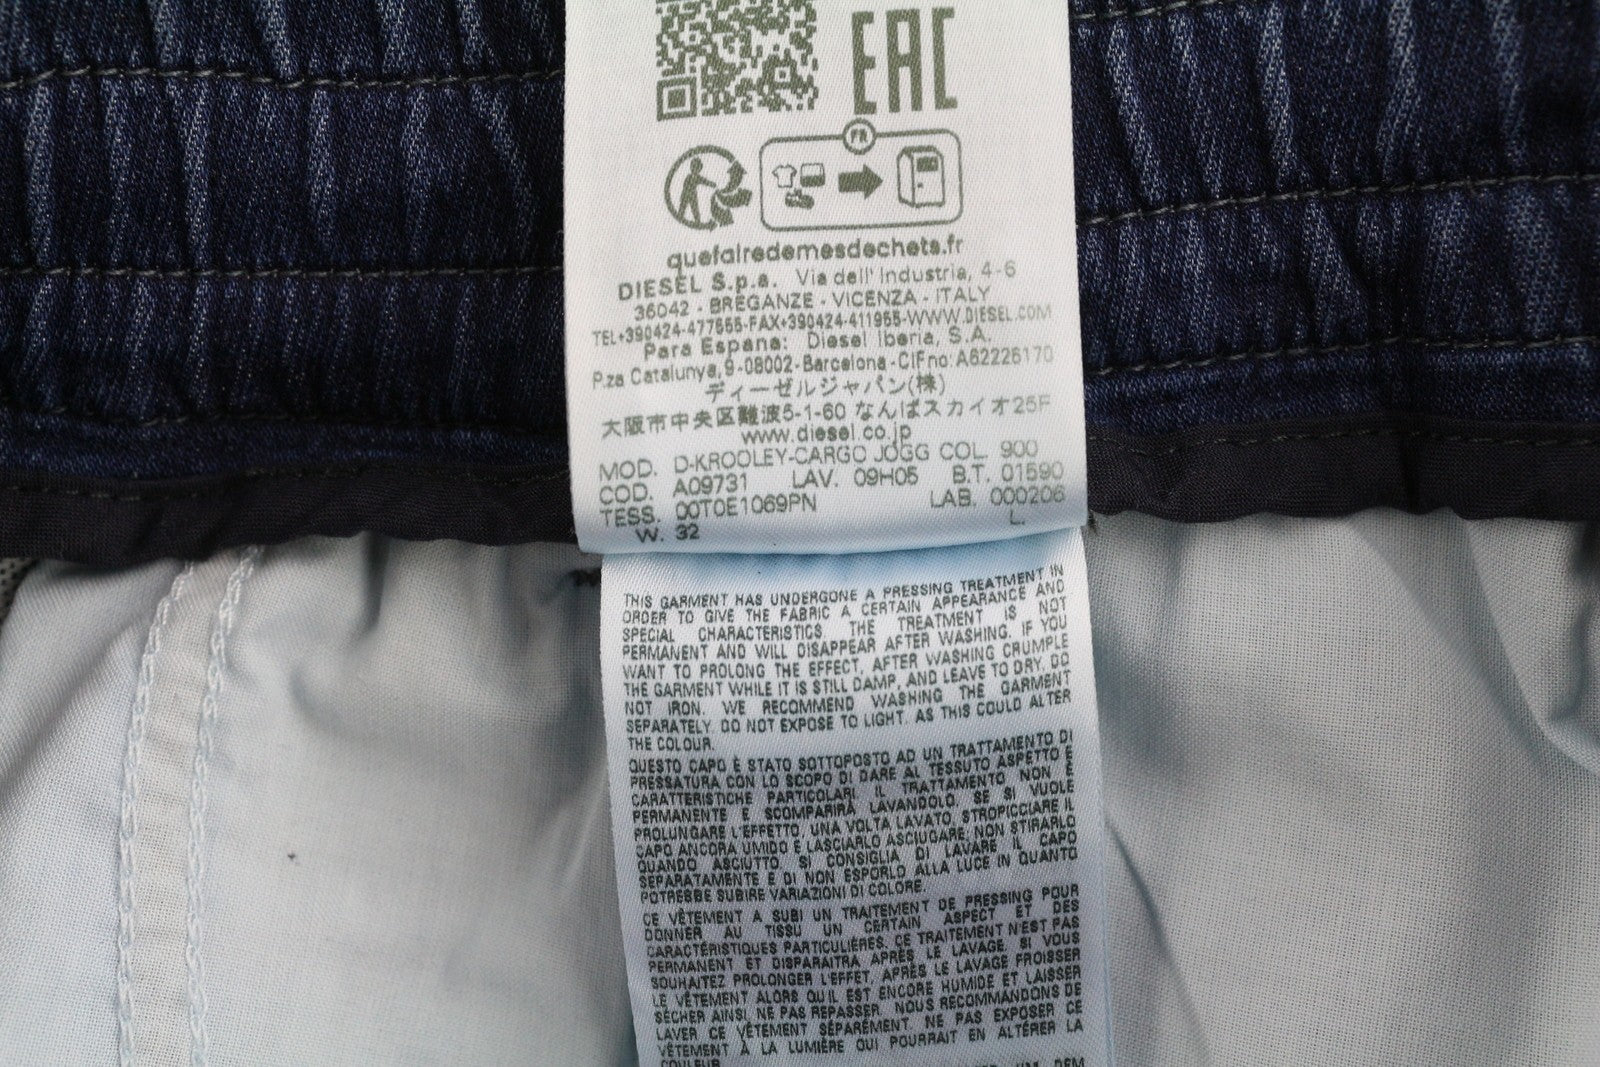 EAC
FR
quefairedemesdechets.fr
DIESEL S.p.a. Via dell' Industria, 4-6
36042 - BREGANZE - VICENZA - ITALY
TEL+390424-477555-FAX+390424-411955-WWW.DIESEL.COM
Para Espana: Diesel Iberia, S.A.
P.za Catalunya,9-08002-Barcelona-CIFno.A62226170
ディーゼルジャパン(株)
大阪市中央区難波5-1-60 なんばスカイオ25F
www.diesel.co.jp
MOD. D-KROOLEY-CARGO JOGG COL. 900
COD. A09731 LAV. 09H05 B.T. 01590
TESS. 00T0E1069PN LAB. 000206
W. 32 L.
THIS GARMENT HAS UNDERGONE A PRESSING TREATMENT IN
ORDER TO GIVE THE FABRIC A CERTAIN APPEARANCE AND
SPECIAL CHARACTERISTICS. THE TREATMENT IS NOT
PERMANENT AND WILL DISAPPEAR AFTER WASHING. IF YOU
WANT TO PROLONG THE EFFECT, AFTER WASHING CRUMPLE
THE GARMENT WHILE IT IS STILL DAMP, AND LEAVE TO DRY. DO
NOT IRON. WE RECOMMEND WASHING THE GARMENT
SEPARATELY. DO NOT EXPOSE TO LIGHT. AS THIS COULD ALTER
THE COLOUR.
QUESTO CAPO È STATO SOTTOPOSTO AD UN TRATTAMENTO DI
PRESSATURA CON LO SCOPO DI DARE AL TESSUTO ASPETTO E
CARATTERISTICHE PARTICOLARI. IL TRATTAMENTO NON È
PERMANENTE E SCOMPARIRÀ LAVANDOLO. SE SI VUOLE
PROLUNGARE L'EFFETTO, UNA VOLTA LAVATO, STROPICCIARE IL
CAPO ANCORA UMIDO E LASCIARLO ASCIUGARE; NON STIRARLO
QUANDO ASCIUTTO. SI CONSIGLIA DI LAVARE IL CAPO
SEPARATAMENTE E DI NON ESPORLO ALLA LUCE IN QUANTO
POTREBBE SUBIRE VARIAZIONI DI COLORE.
CE VÊTEMENT A SUBI UN TRAITEMENT DE PRESSING POUR
DONNER AU TISSU UN CERTAIN ASPECT ET DES
CARACTÉRISTIQUES PARTICULIÈRES. CE TRAITEMENT N'EST PAS
PERMANENT ET DISPARAITRA APRÈS LE LAVAGE. SI VOUS
SOUHAITEZ PROLONGER L'EFFET, APRÈS LE LAVAGE FROISSER
LE VÊTEMENT ALORS QU'IL EST ENCORE HUMIDE ET LAISSER
SÉCHER AINSI, NE PAS REPASSER. NOUS RECOMMANDONS DE
LAVER CE VÊTEMENT SÉPARÉMENT. NE PAS EXPOSER CE
VÊTEMENT À LA LUMIÈRE QUI POURRAIT EN ALTÉRER LA
COULEUR.